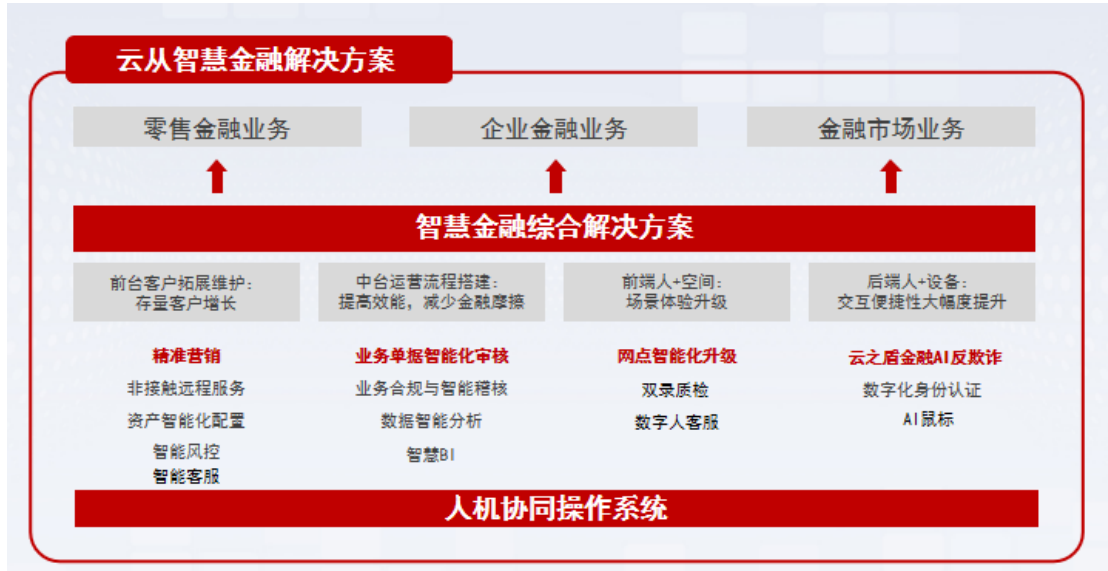 云从智慧金融解决方案
零售金融业务
企业金融业务
金融市场业务
智慧金融综合解决方案
前台客户拓展维护:
存量客户增长
中台运营流程搭建:
提高效能，减少金融摩擦
前端人+空间:
场景体验升级
后端人+设备:
交互便捷性大幅度提升
精准营销
非接触远程服务
资产智能化配置
智能风控
智能客服
业务单据智能化审核
业务合规与智能稽核
数据智能分析
智慧BI
网点智能化升级
双录质检
数字人客服
云之盾金融AI反欺诈
数字化身份认证
AI鼠标
人机协同操作系统